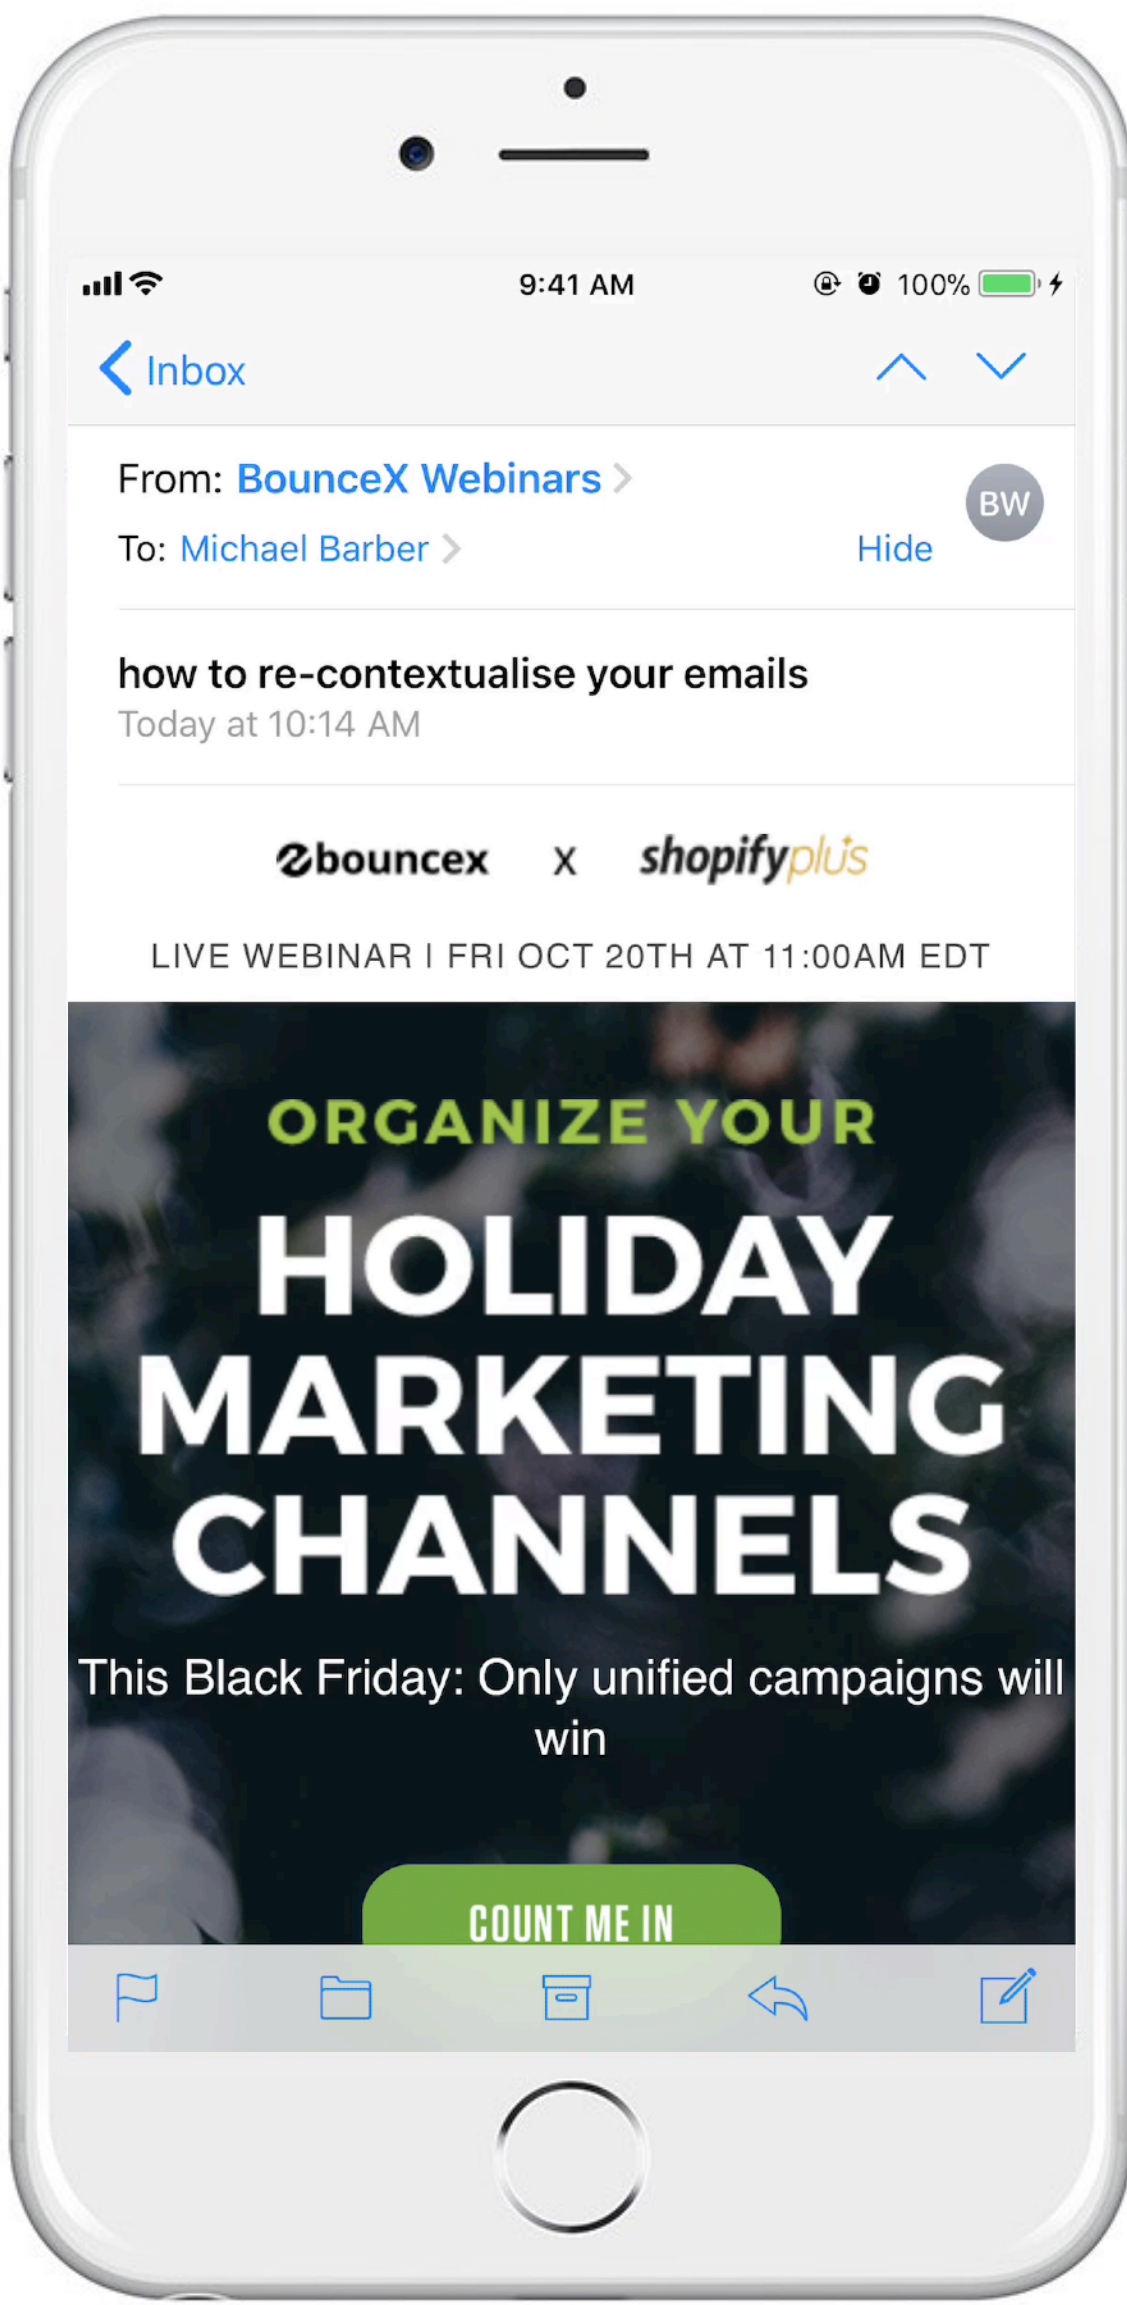 9:41 AM 100%
Inbox
From: BounceX Webinars
BW
To: Michael Barber
Hide
how to re-contextualise your emails
Today at 10:14 AM
bouncex x shopifyplus
LIVE WEBINAR | FRI OCT 20TH AT 11:00AM EDT
ORGANIZE YOUR
HOLIDAY
MARKETING
CHANNELS
This Black Friday: Only unified campaigns will
win
COUNT ME IN